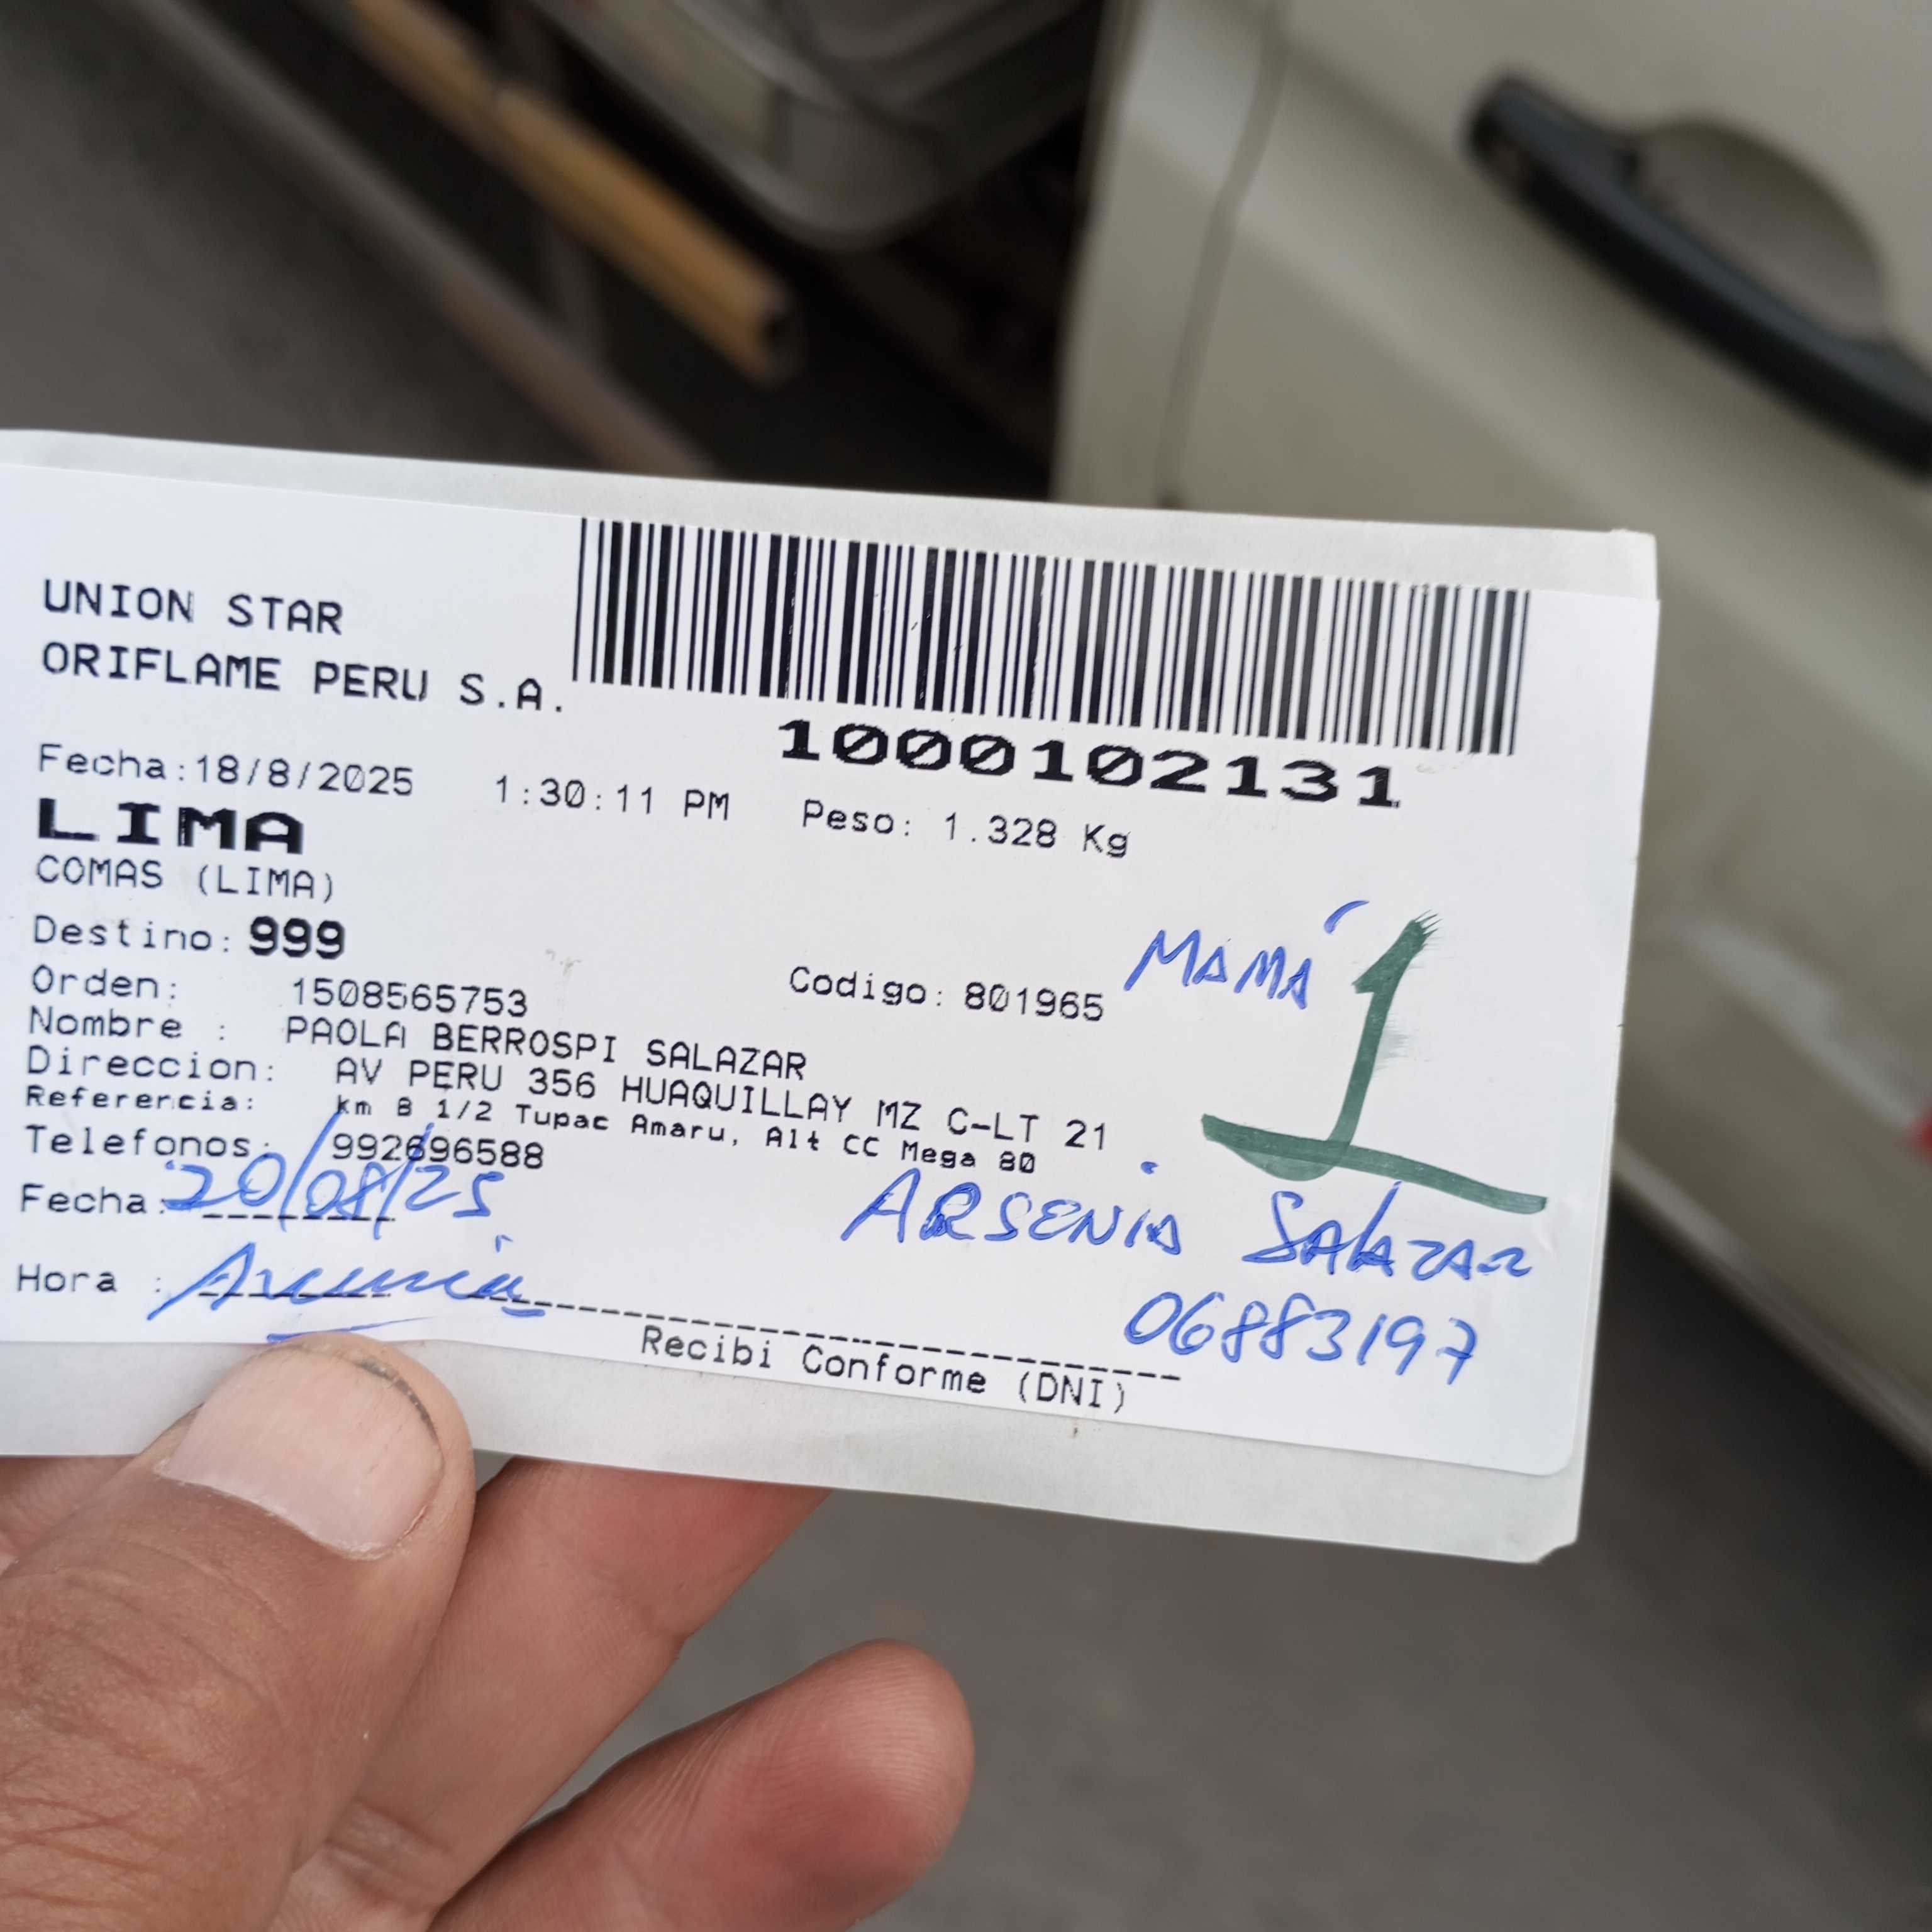 UNION STAR
ORIFLAME PERU S.A.
1000102131
Fecha:18/8/2025 1:30:11 PM Peso: 1.328 Kg
LIMA
COMAS (LIMA)
Destino: 999
MAMÁ 1
Orden: 1508565753 Codigo: 801965
Nombre : PAOLA BERROSPI SALAZAR
Direccion: AV PERU 356 HUAQUILLAY MZ C-LT 21
Referencia: km 8 1/2 Tupac Amaru, Alt CC Mega 80
Telefonos: 992696588
Fecha: 20/08/25 ARSENIA SALAZAR
Hora : Arsenia 06883197
Recibi Conforme (DNI)